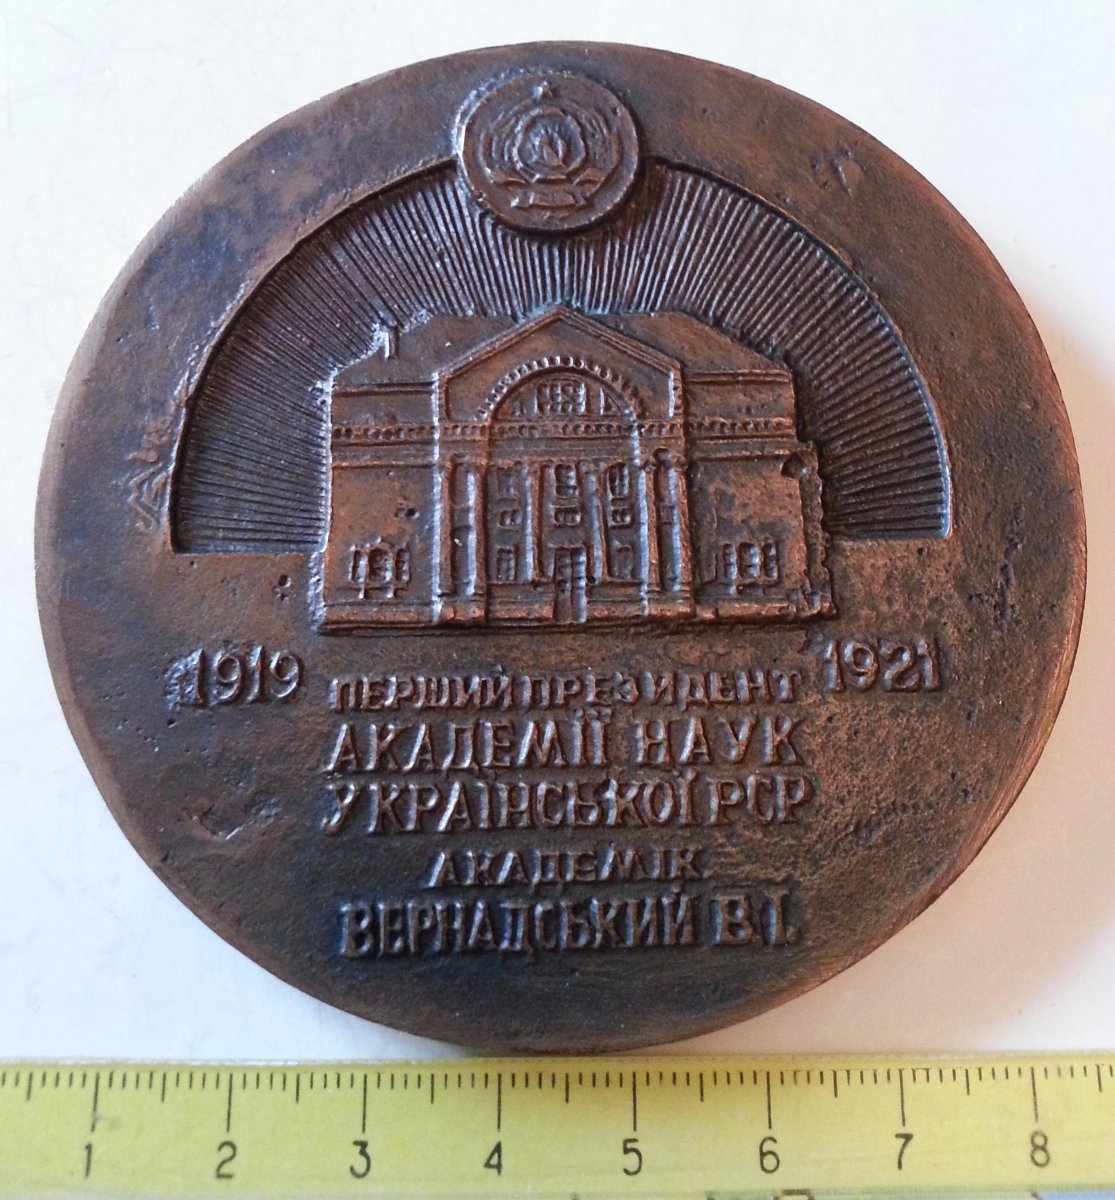 1919 ПЕРШИЙ ПРЕЗИДЕНТ 1921
АКАДЕМІЇ НАУК
УКРАЇНСЬКОЇ РСР
АКАДЕМІК
ВЕРНАДСЬКИЙ В.І.
1 2 3 4 5 6 7 8